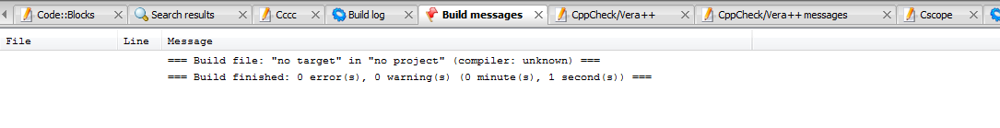 Code::Blocks Search results Cccc Build log Build messages CppCheck/Vera++ CppCheck/Vera++ messages Cscope
File Line Message
=== Build file: "no target" in "no project" (compiler: unknown) ===
=== Build finished: 0 error(s), 0 warning(s) (0 minute(s), 1 second(s)) ===